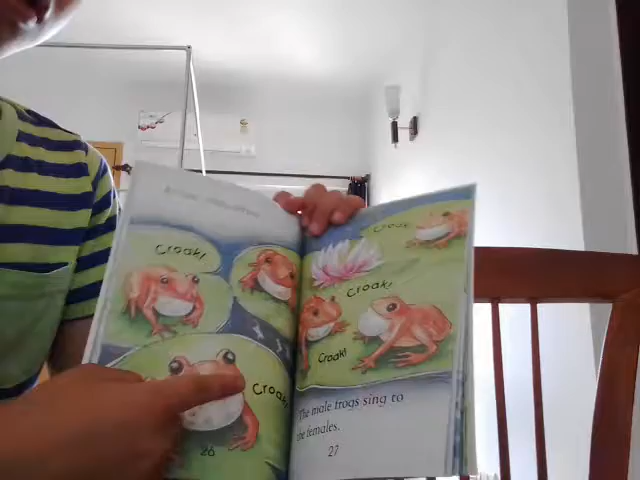 Croak!
Croak!
26
Croak!
Croak!
Croak!
The male frogs sing to
the females.
27